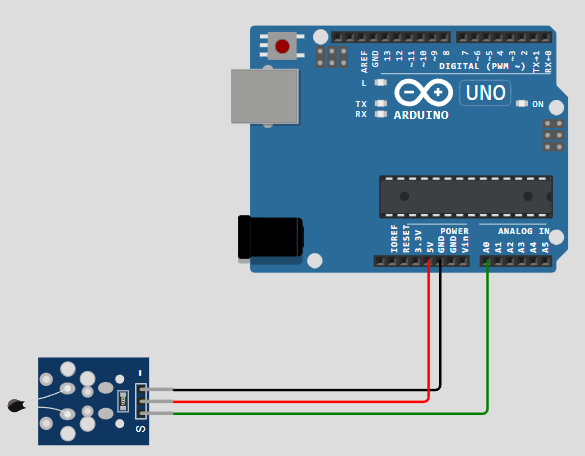 AREF
GND
13
12
~11
~10
~9
8
7
~6
~5
4
~3
2
TX→1
RX←0
DIGITAL (PWM ~)
L
TX
RX
UNO
ON
ARDUINO
IOREF
RESET
3.3V
5V
GND
GND
Vin
POWER
ANALOG IN
A0
A1
A2
A3
A4
A5
-
S